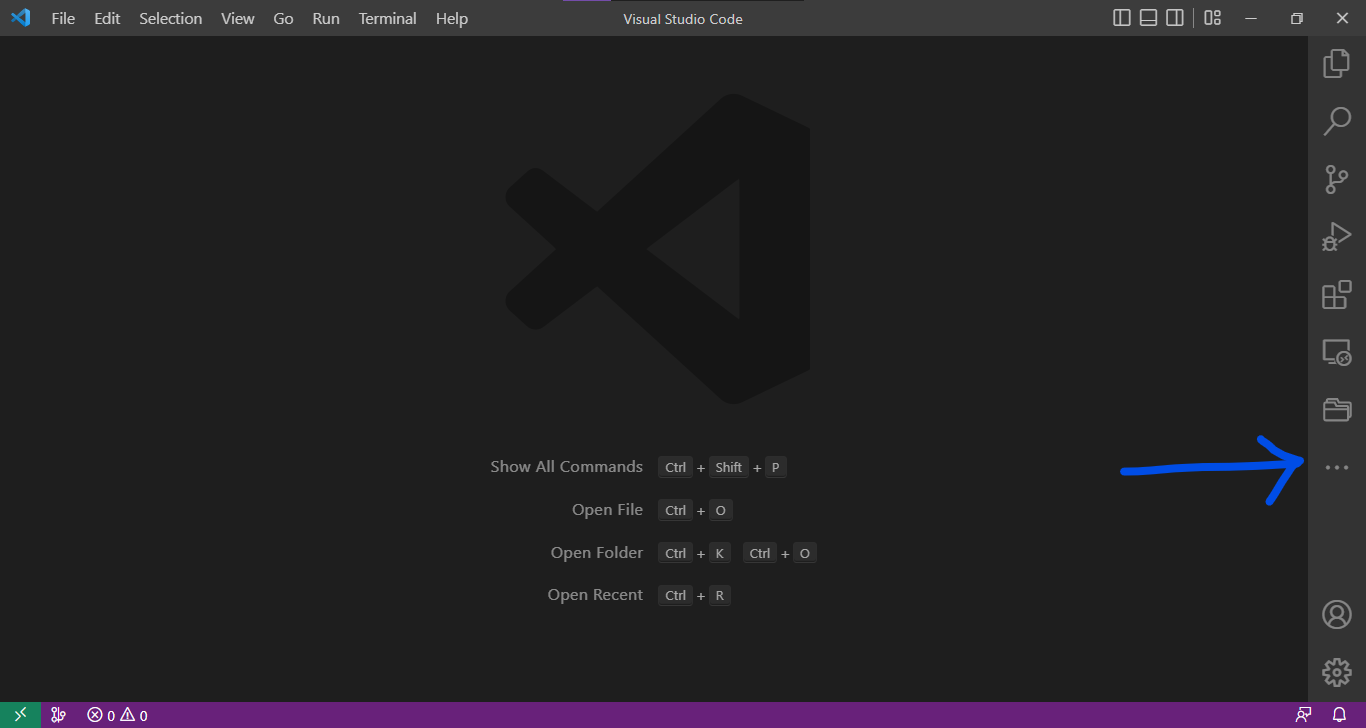 File Edit Selection View Go Run Terminal Help Visual Studio Code
Show All Commands Ctrl + Shift + P
Open File Ctrl + O
Open Folder Ctrl + K Ctrl + O
Open Recent Ctrl + R
0 0